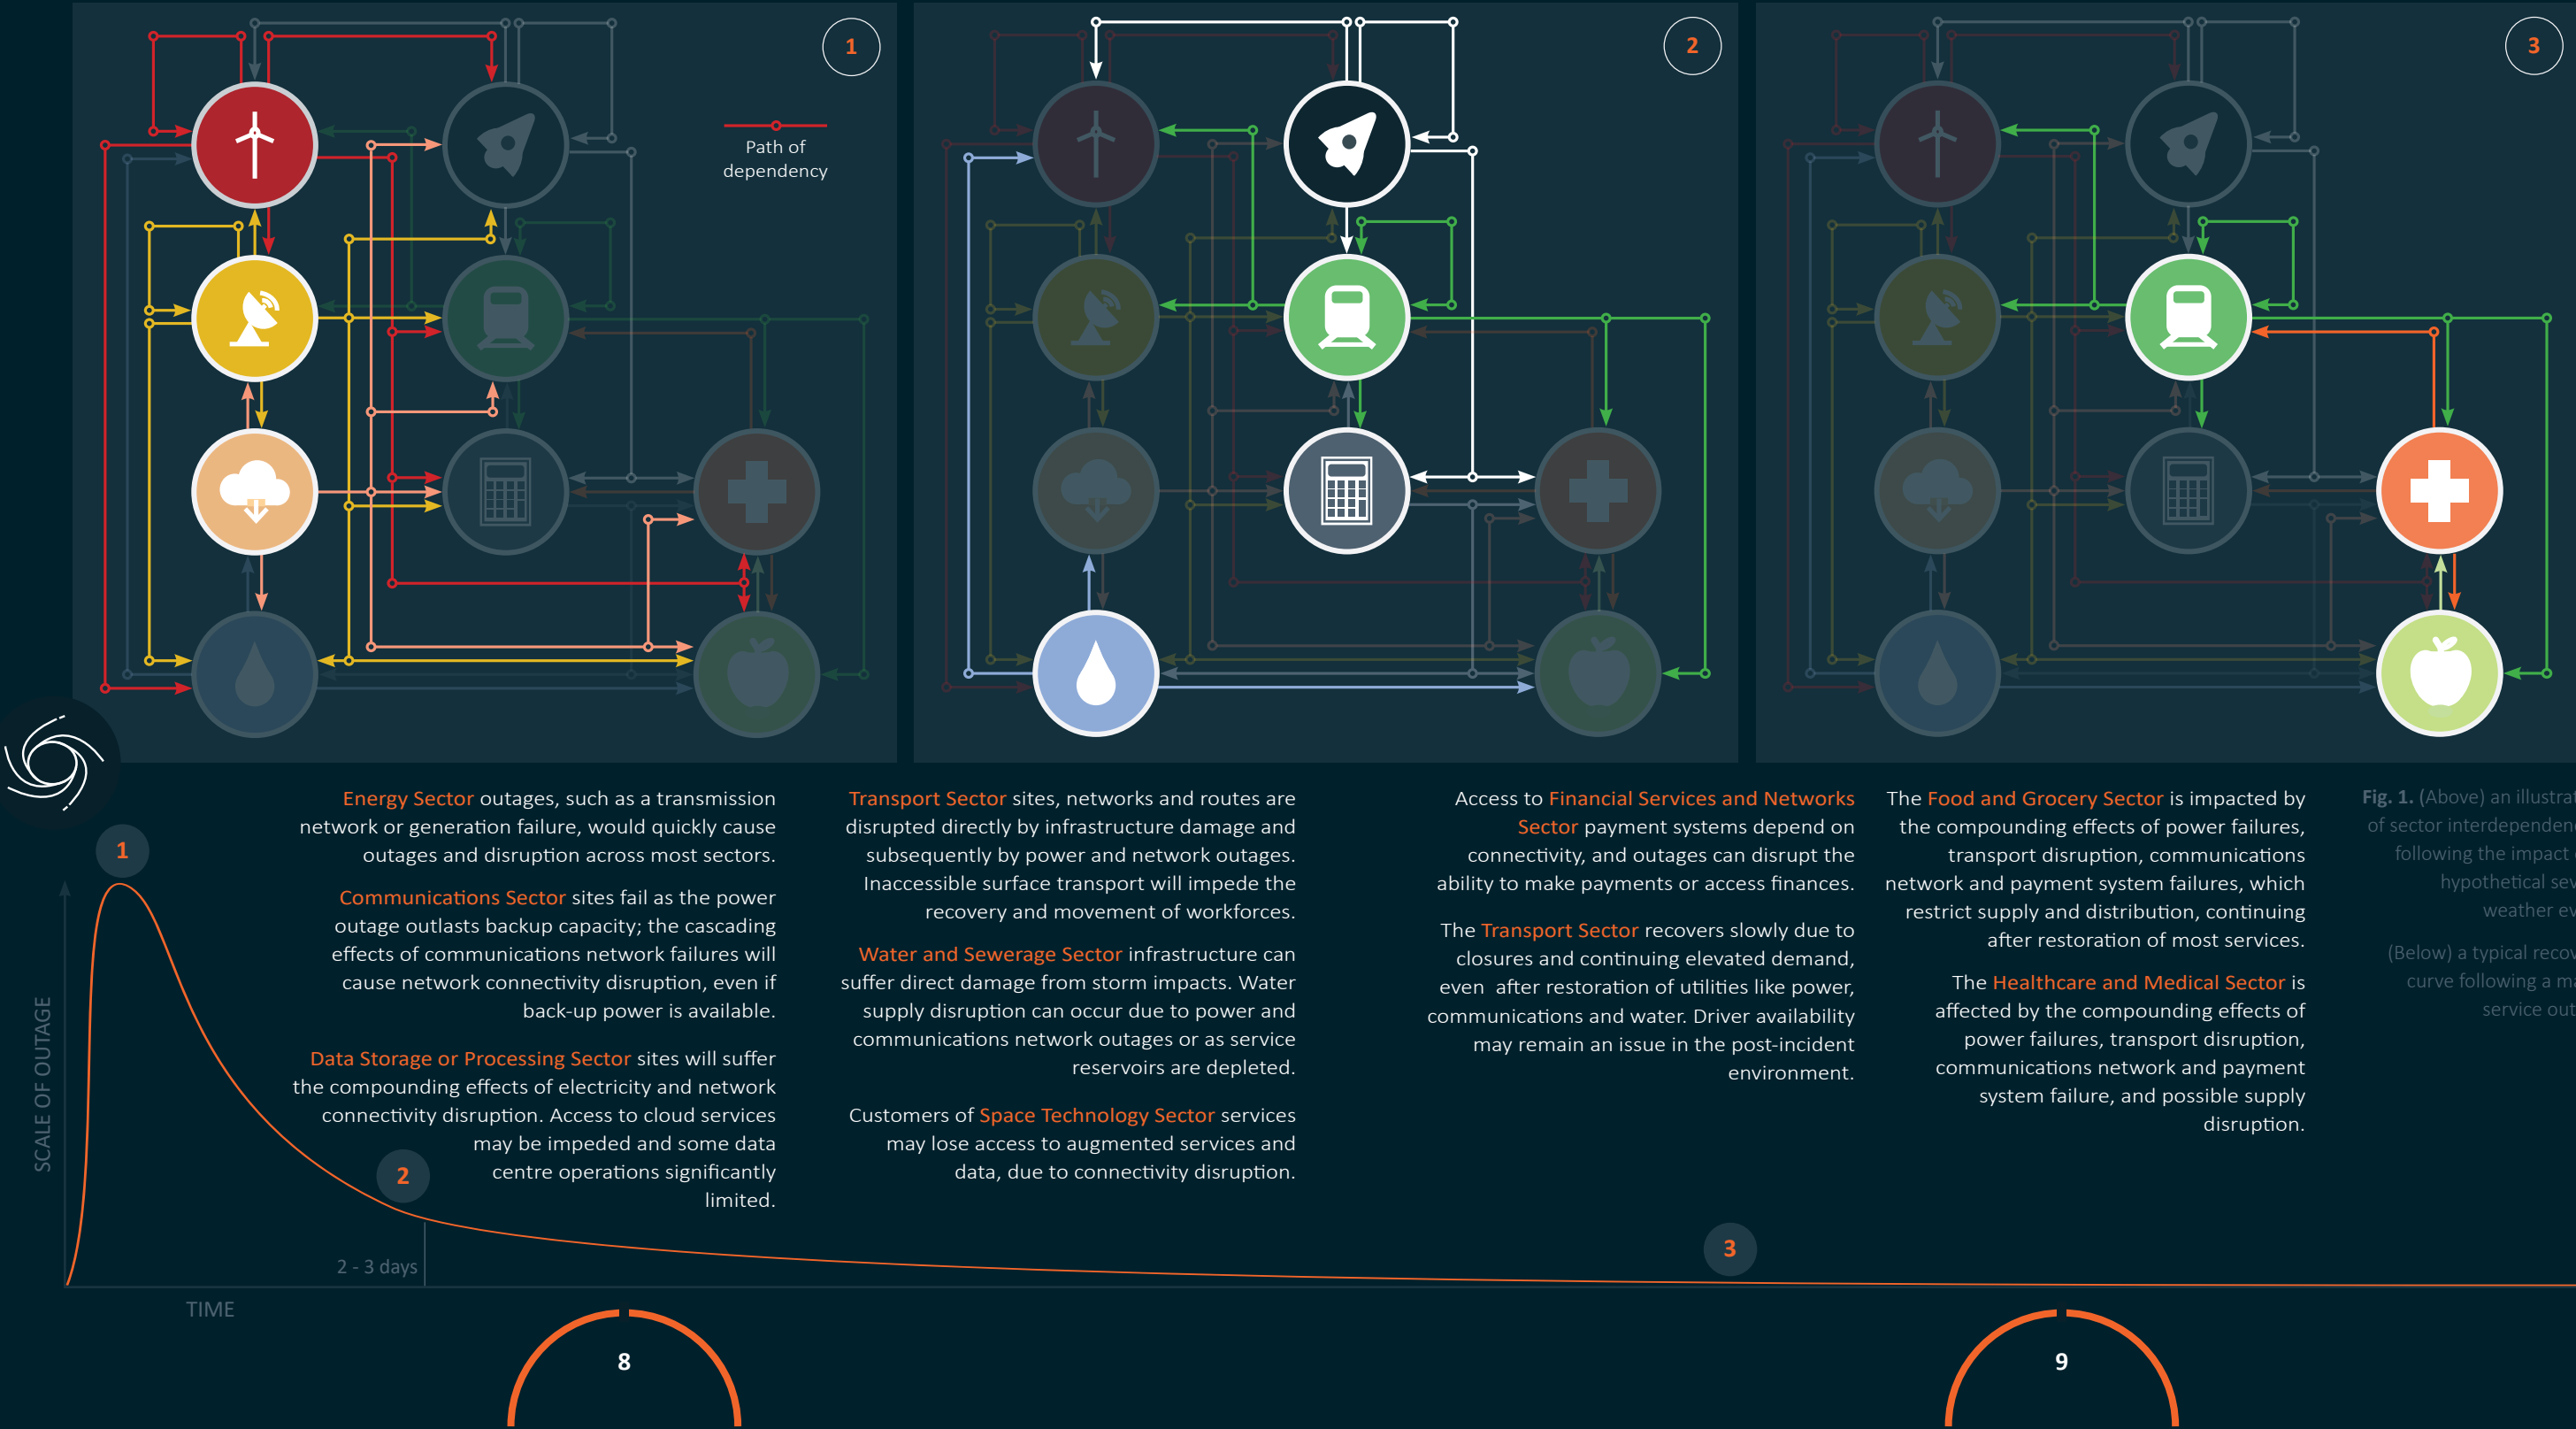 1
Path of
dependency
2
3
Energy Sector outages, such as a transmission
network or generation failure, would quickly cause
outages and disruption across most sectors.
Communications Sector sites fail as the power
outage outlasts backup capacity; the cascading
effects of communications network failures will
cause network connectivity disruption, even if
back-up power is available.
Data Storage or Processing Sector sites will suffer
the compounding effects of electricity and network
connectivity disruption. Access to cloud services
may be impeded and some data
centre operations significantly
limited.
Transport Sector sites, networks and routes are
disrupted directly by infrastructure damage and
subsequently by power and network outages.
Inaccessible surface transport will impede the
recovery and movement of workforces.
Water and Sewerage Sector infrastructure can
suffer direct damage from storm impacts. Water
supply disruption can occur due to power and
communications network outages or as service
reservoirs are depleted.
Customers of Space Technology Sector services
may lose access to augmented services and
data, due to connectivity disruption.
Access to Financial Services and Networks
Sector payment systems depend on
connectivity, and outages can disrupt the
ability to make payments or access finances.
The Transport Sector recovers slowly due to
closures and continuing elevated demand,
even  after restoration of utilities like power,
communications and water. Driver availability
may remain an issue in the post-incident
environment.
The Food and Grocery Sector is impacted by
the compounding effects of power failures,
transport disruption, communications
network and payment system failures, which
restrict supply and distribution, continuing
after restoration of most services.
The Healthcare and Medical Sector is
affected by the compounding effects of
power failures, transport disruption,
communications network and payment
system failure, and possible supply
disruption.
Fig. 1. (Above) an
of sector
following the impact
hypothetical
weather
(Below) a typical
curve following a
service
1
2
3
SCALE OF OUTAGE
2 - 3 days
TIME
8
9